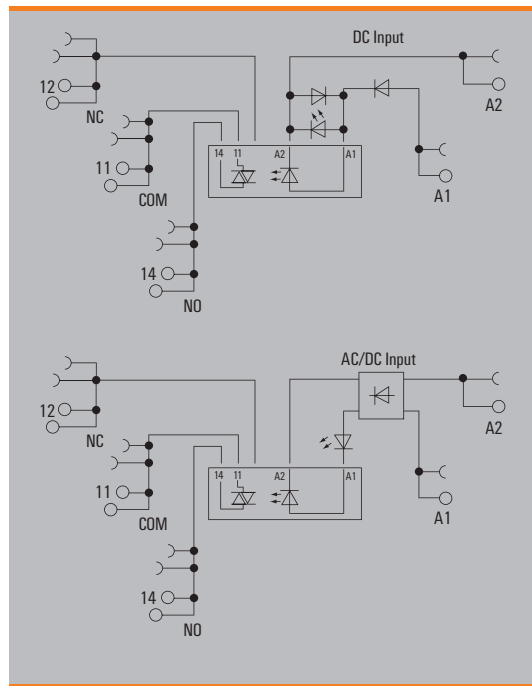 DC Input
12
NC
A2
11
COM
14 11 A2 A1
A1
14
NO
AC/DC Input
12
NC
A2
11
COM
14 11 A2 A1
A1
14
NO